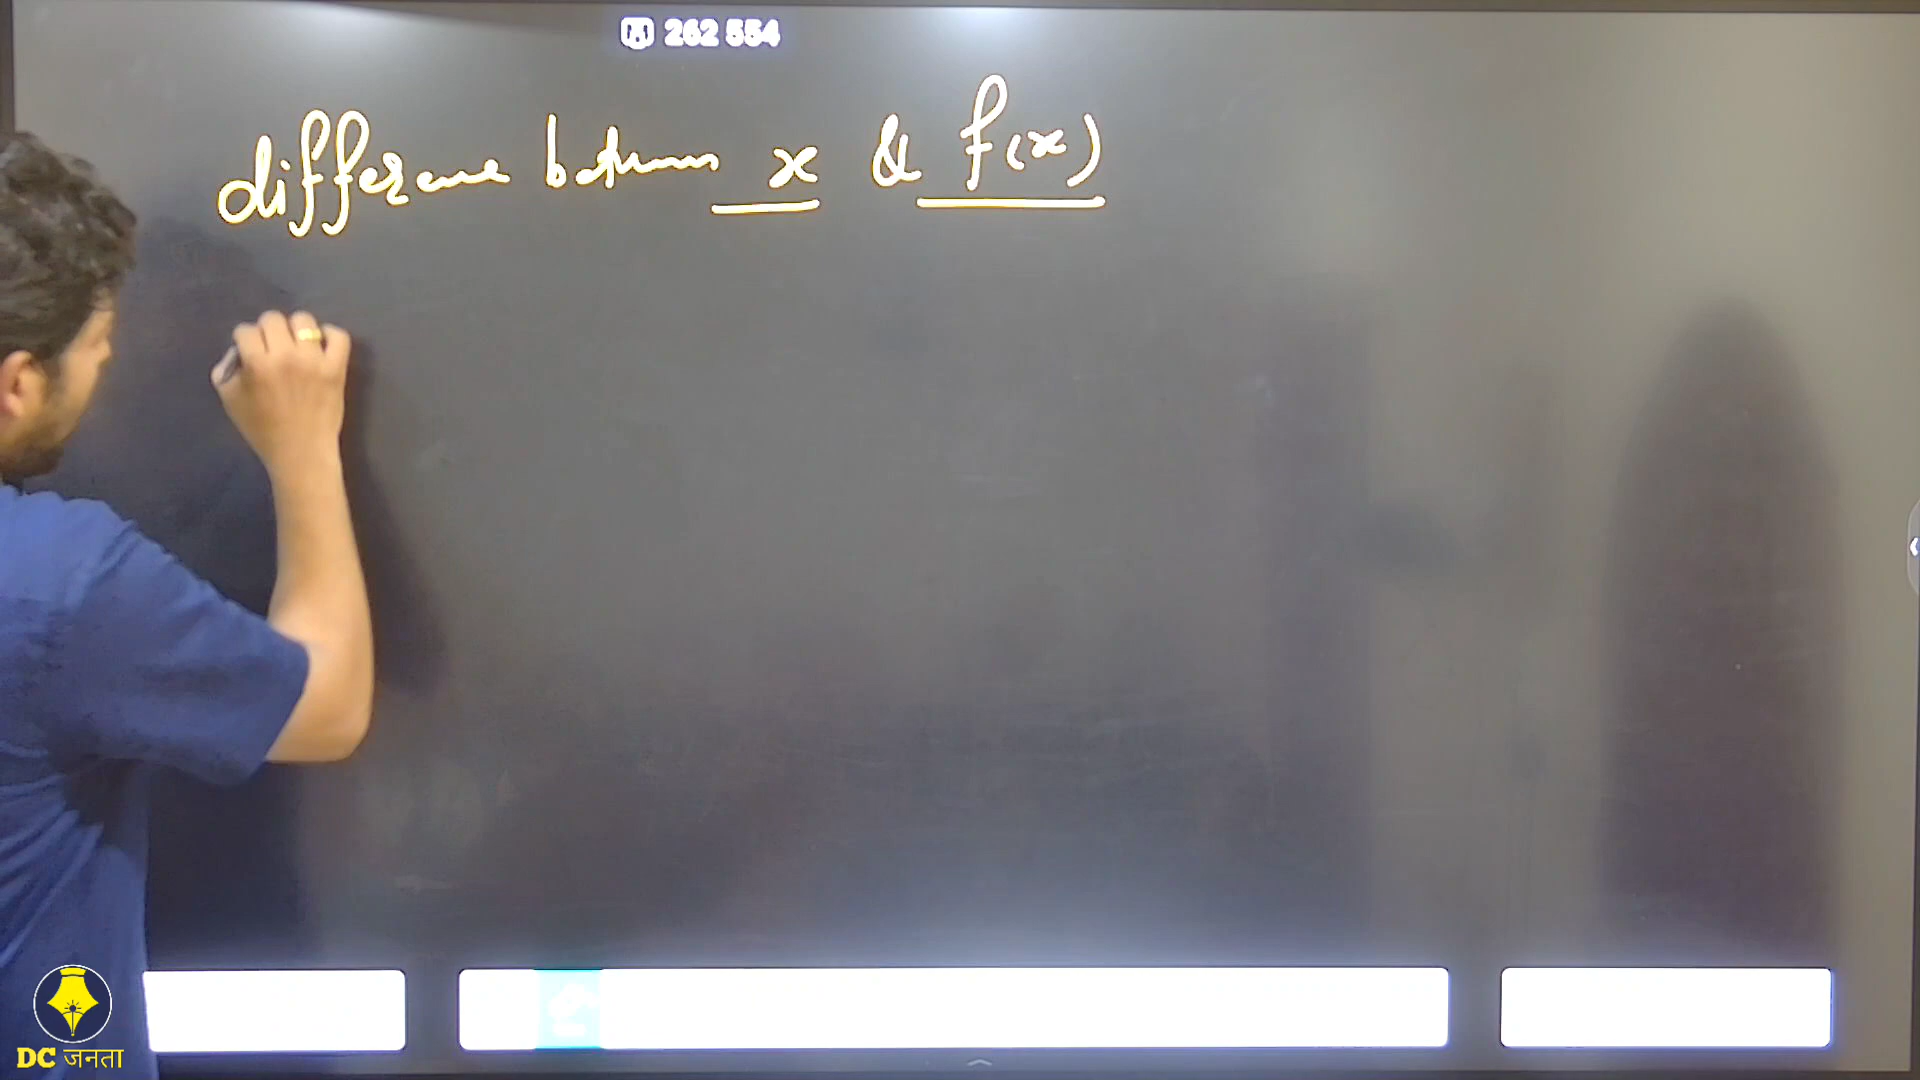 262 554
difference between x & f(x)
DC जनता